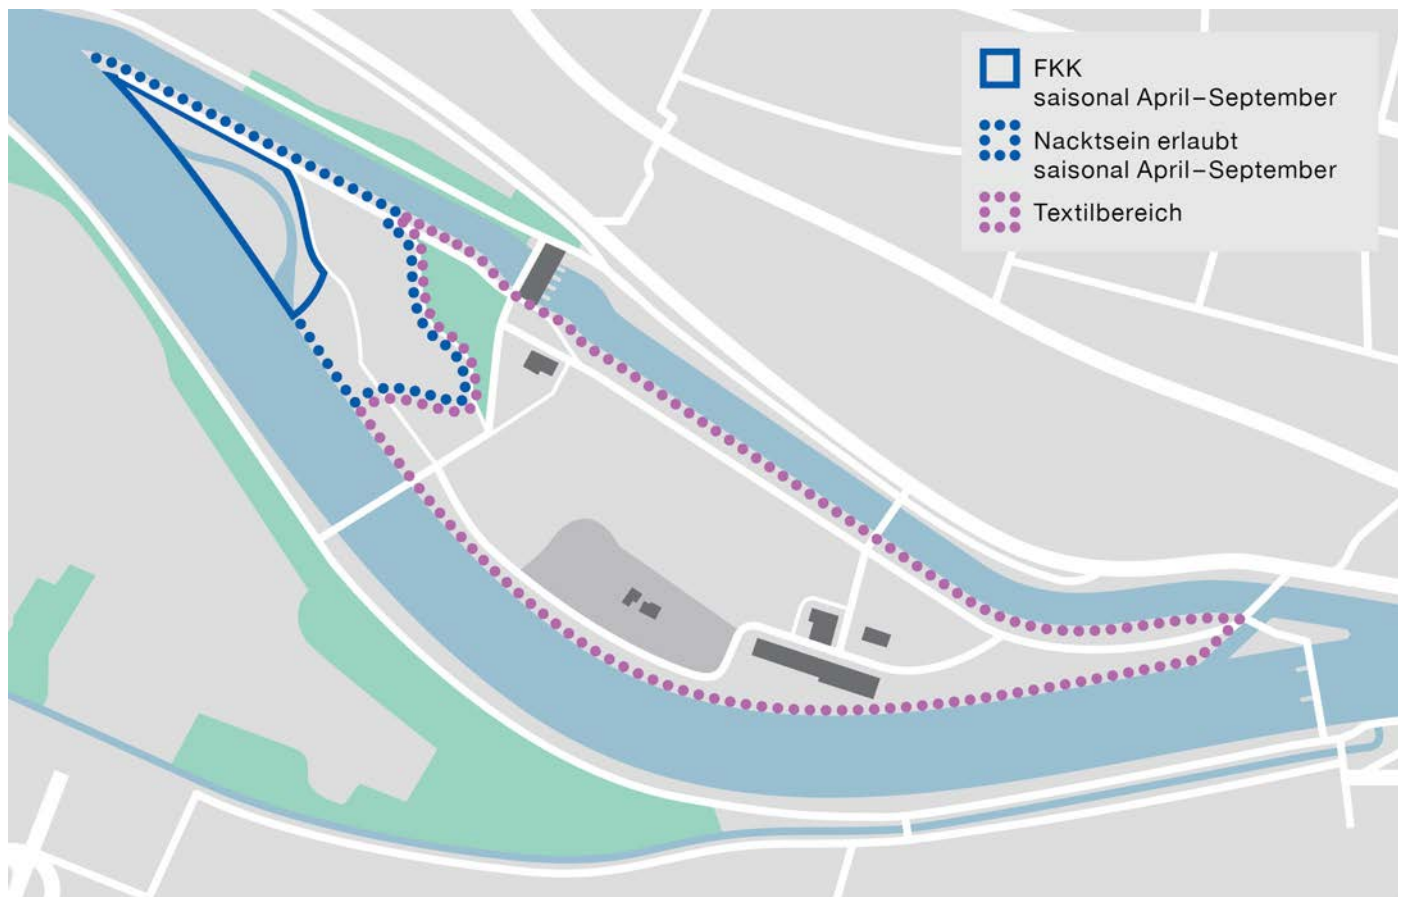 FKK
saisonal April–September
Nacktsein erlaubt
saisonal April–September
Textilbereich